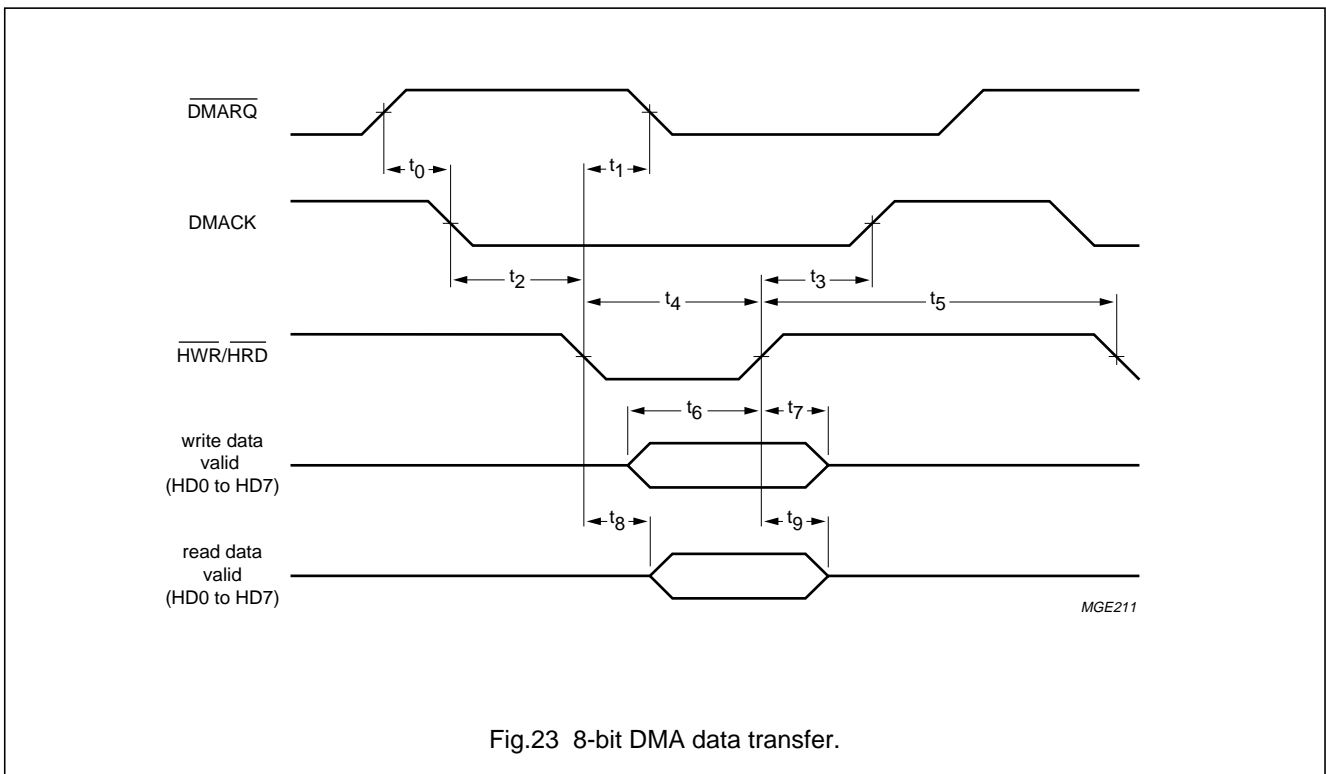 DMARQ
t0
t1
DMACK
t2
t3
t4
t5
HWR/HRD
t6
t7
write data
valid
(HD0 to HD7)
t8
t9
read data
valid
(HD0 to HD7)
MGE211
Fig.23 8-bit DMA data transfer.